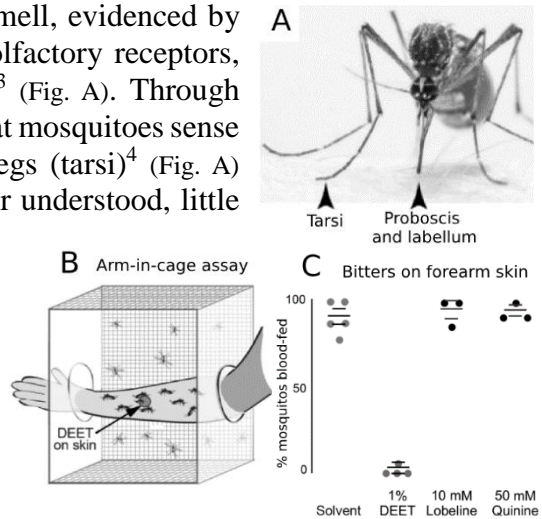 mell, evidenced by
olfactory receptors,
3 (Fig. A). Through
at mosquitoes sense
egs (tarsi)4 (Fig. A)
r understood, little
A
Tarsi
Proboscis
and labellum
B Arm-in-cage assay
DEET
on skin
C Bitters on forearm skin
% mosquitos blood-fed
100
50
0
Solvent
1%
DEET
10 mM
Lobeline
50 mM
Quinine